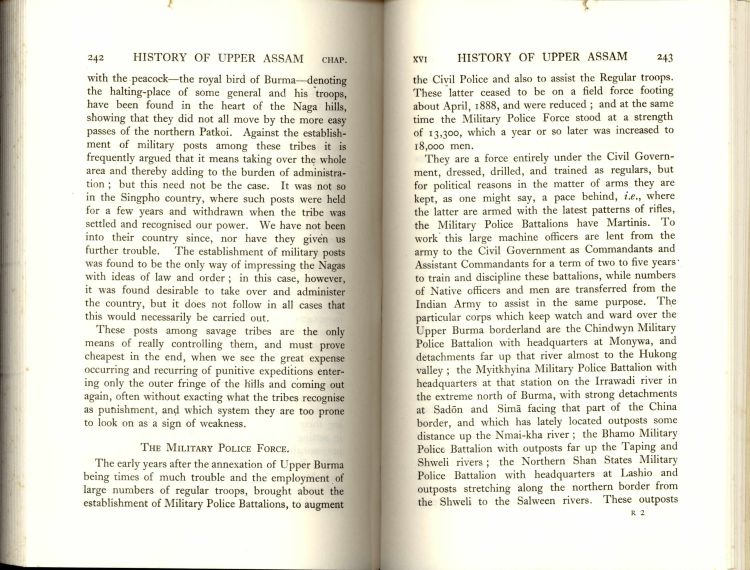 242 HISTORY OF UPPER ASSAM CHAP.
with the peacock—the royal bird of Burma—denoting
the halting-place of some general and his troops,
have been found in the heart of the Naga hills,
showing that they did not all move by the more easy
passes of the northern Patkoi. Against the establish-
ment of military posts among these tribes it is
frequently argued that it means taking over the whole
area and thereby adding to the burden of administra-
tion ; but this need not be the case. It was not so
in the Singpho country, where such posts were held
for a few years and withdrawn when the tribe was
settled and recognised our power. We have not been
into their country since, nor have they given us
further trouble. The establishment of military posts
was found to be the only way of impressing the Nagas
with ideas of law and order ; in this case, however,
it was found desirable to take over and administer
the country, but it does not follow in all cases that
this would necessarily be carried out.
These posts among savage tribes are the only
means of really controlling them, and must prove
cheapest in the end, when we see the great expense
occurring and recurring of punitive expeditions enter-
ing only the outer fringe of the hills and coming out
again, often without exacting what the tribes recognise
as punishment, and which system they are too prone
to look on as a sign of weakness.
THE MILITARY POLICE FORCE.
The early years after the annexation of Upper Burma
being times of much trouble and the employment of
large numbers of regular troops, brought about the
establishment of Military Police Battalions, to augment
XVI HISTORY OF UPPER ASSAM 243
the Civil Police and also to assist the Regular troops.
These latter ceased to be on a field force footing
about April, 1888, and were reduced ; and at the same
time the Military Police Force stood at a strength
of 13,300, which a year or so later was increased to
18,000 men.
They are a force entirely under the Civil Govern-
ment, dressed, drilled, and trained as regulars, but
for political reasons in the matter of arms they are
kept, as one might say, a pace behind, i.e., where
the latter are armed with the latest patterns of rifles,
the Military Police Battalions have Martinis. To
work this large machine officers are lent from the
army to the Civil Government as Commandants and
Assistant Commandants for a term of two to five years
to train and discipline these battalions, while numbers
of Native officers and men are transferred from the
Indian Army to assist in the same purpose. The
particular corps which keep watch and ward over the
Upper Burma borderland are the Chindwyn Military
Police Battalion with headquarters at Monywa, and
detachments far up that river almost to the Hukong
valley ; the Myitkhyina Military Police Battalion with
headquarters at that station on the Irrawadi river in
the extreme north of Burma, with strong detachments
at Sadōn and Simā facing that part of the China
border, and which has lately located outposts some
distance up the Nmai-kha river ; the Bhamo Military
Police Battalion with outposts far up the Taping and
Shweli rivers ; the Northern Shan States Military
Police Battalion with headquarters at Lashio and
outposts stretching along the northern border from
the Shweli to the Salween rivers. These outposts
R 2